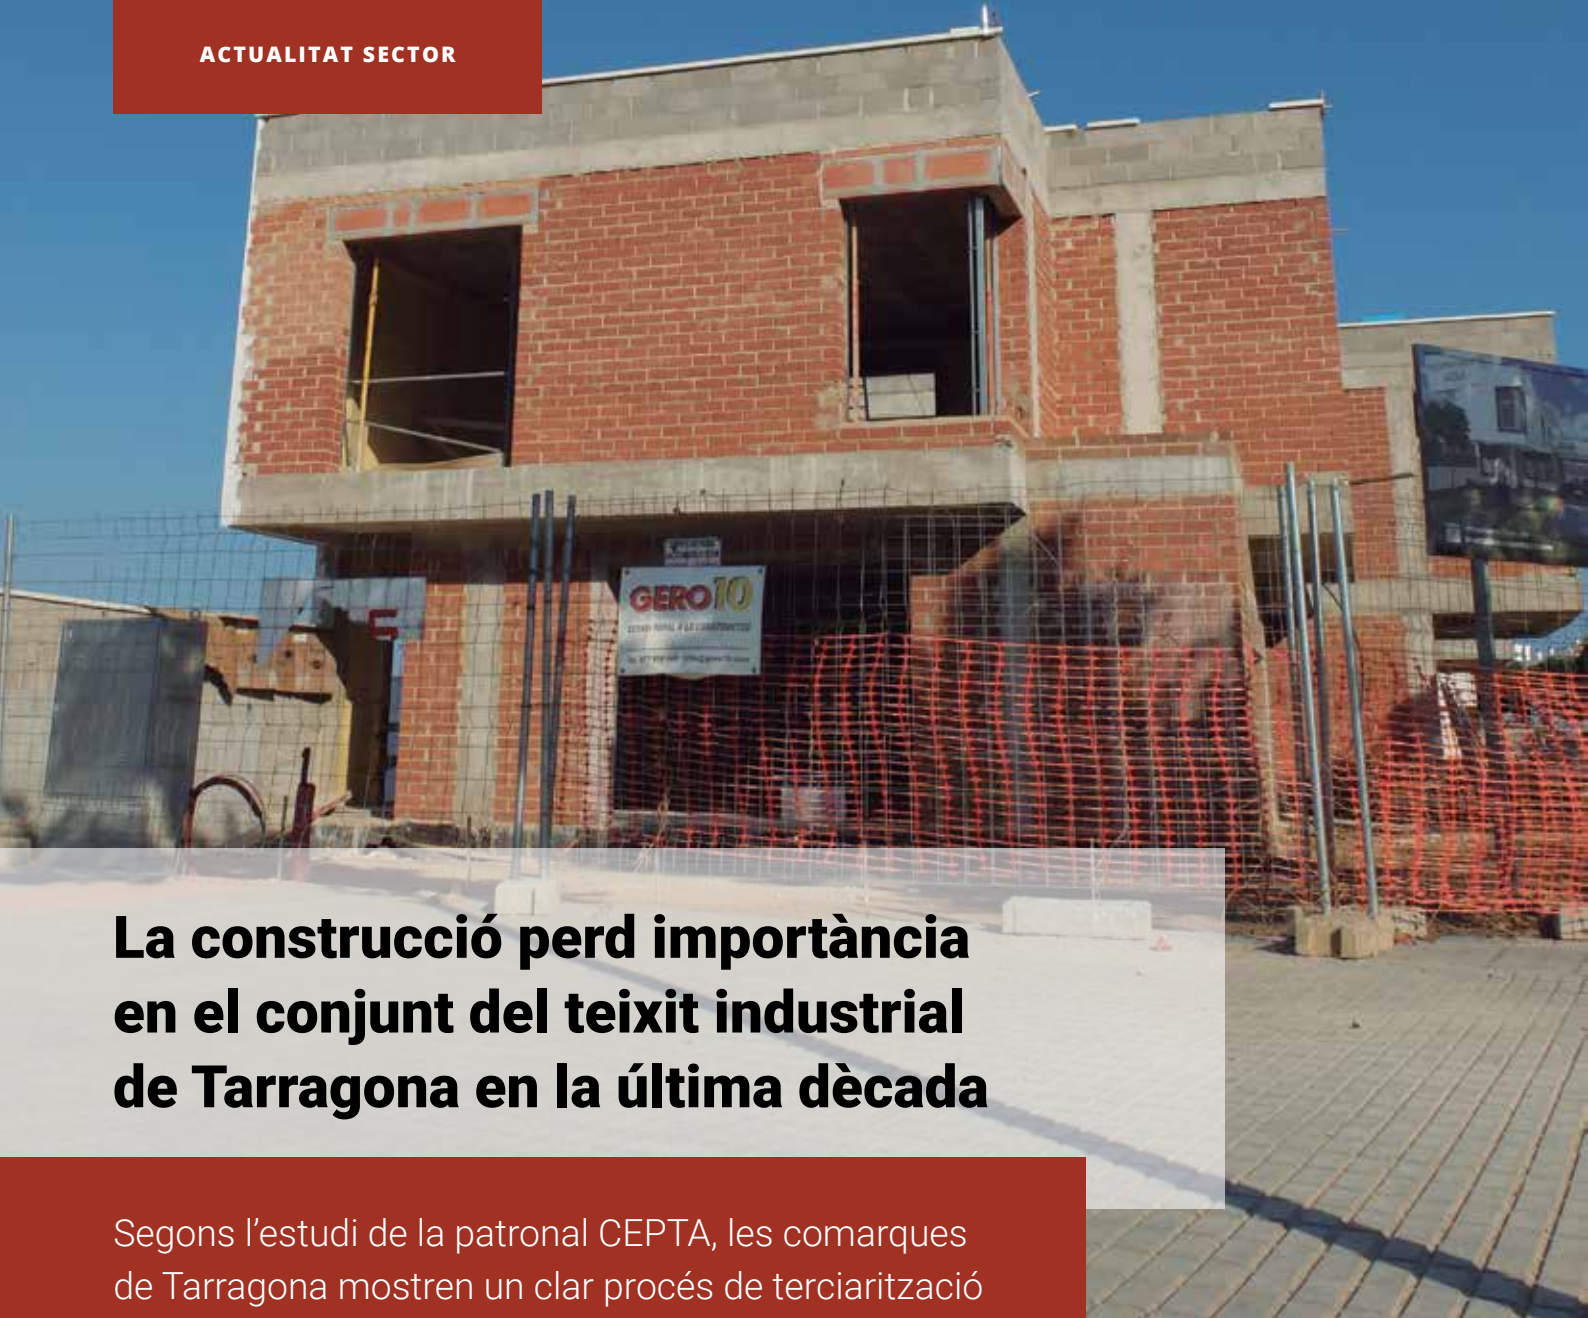 ACTUALITAT SECTOR
GERO10
La construcció perd importància
en el conjunt del teixit industrial
de Tarragona en la última dècada
Segons l’estudi de la patronal CEPTA, les comarques
de Tarragona mostren un clar procés de terciarització